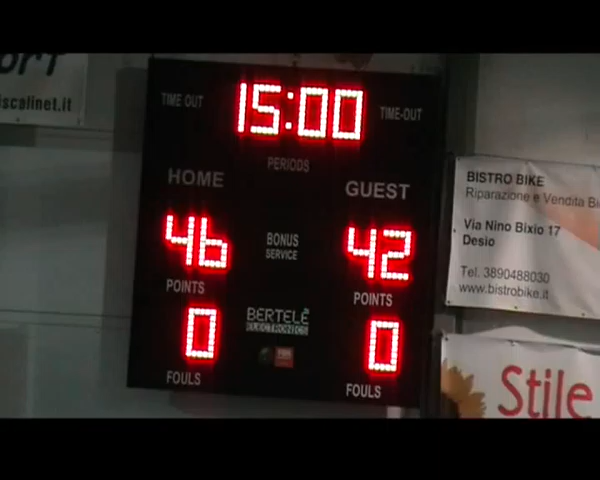 iscalinet.it
TIME OUT
15:00
TIME-OUT
PERIODS
HOME
GUEST
46
BONUS
SERVICE
42
POINTS
POINTS
0
BERTELÈ
ELECTRONICS
0
FOULS
FOULS
BISTRO BIKE
Riparazione e Vendita Bi
Via Nino Bixio 17
Desio
Tel. 3890488030
www.bistrobike.it
Stile